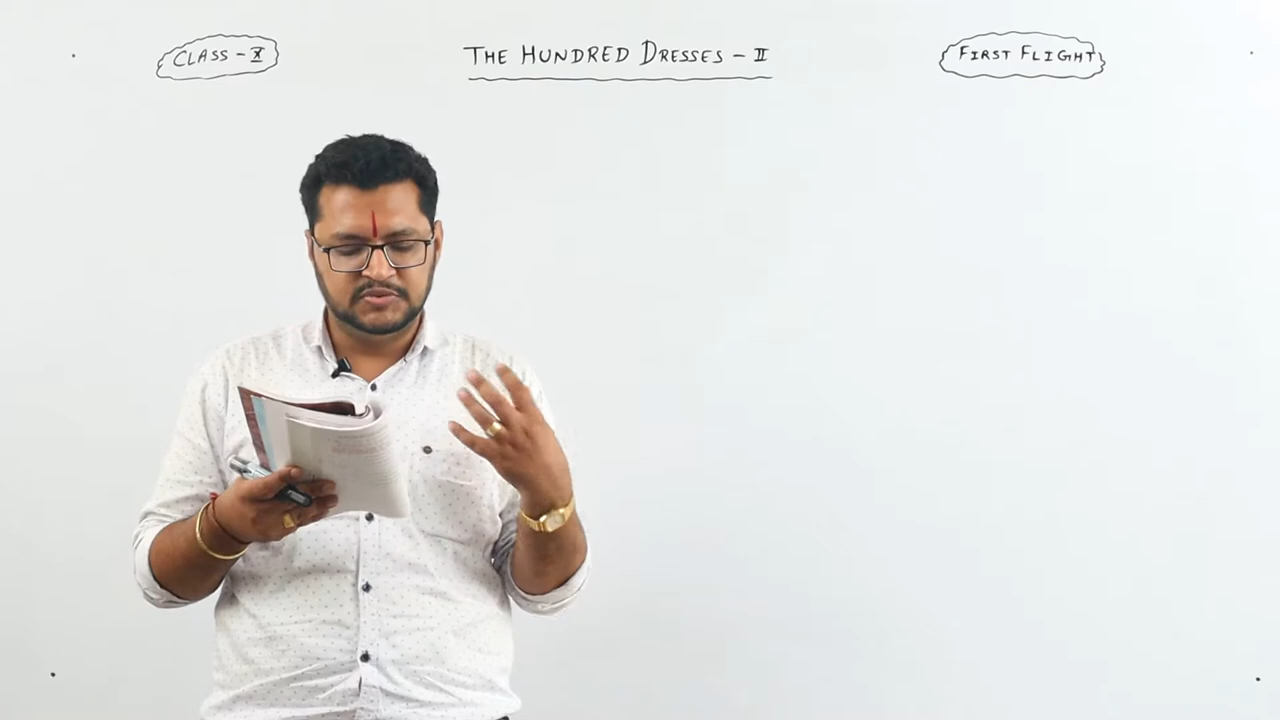 CLASS - X
THE HUNDRED DRESSES - II
FIRST FLIGHT